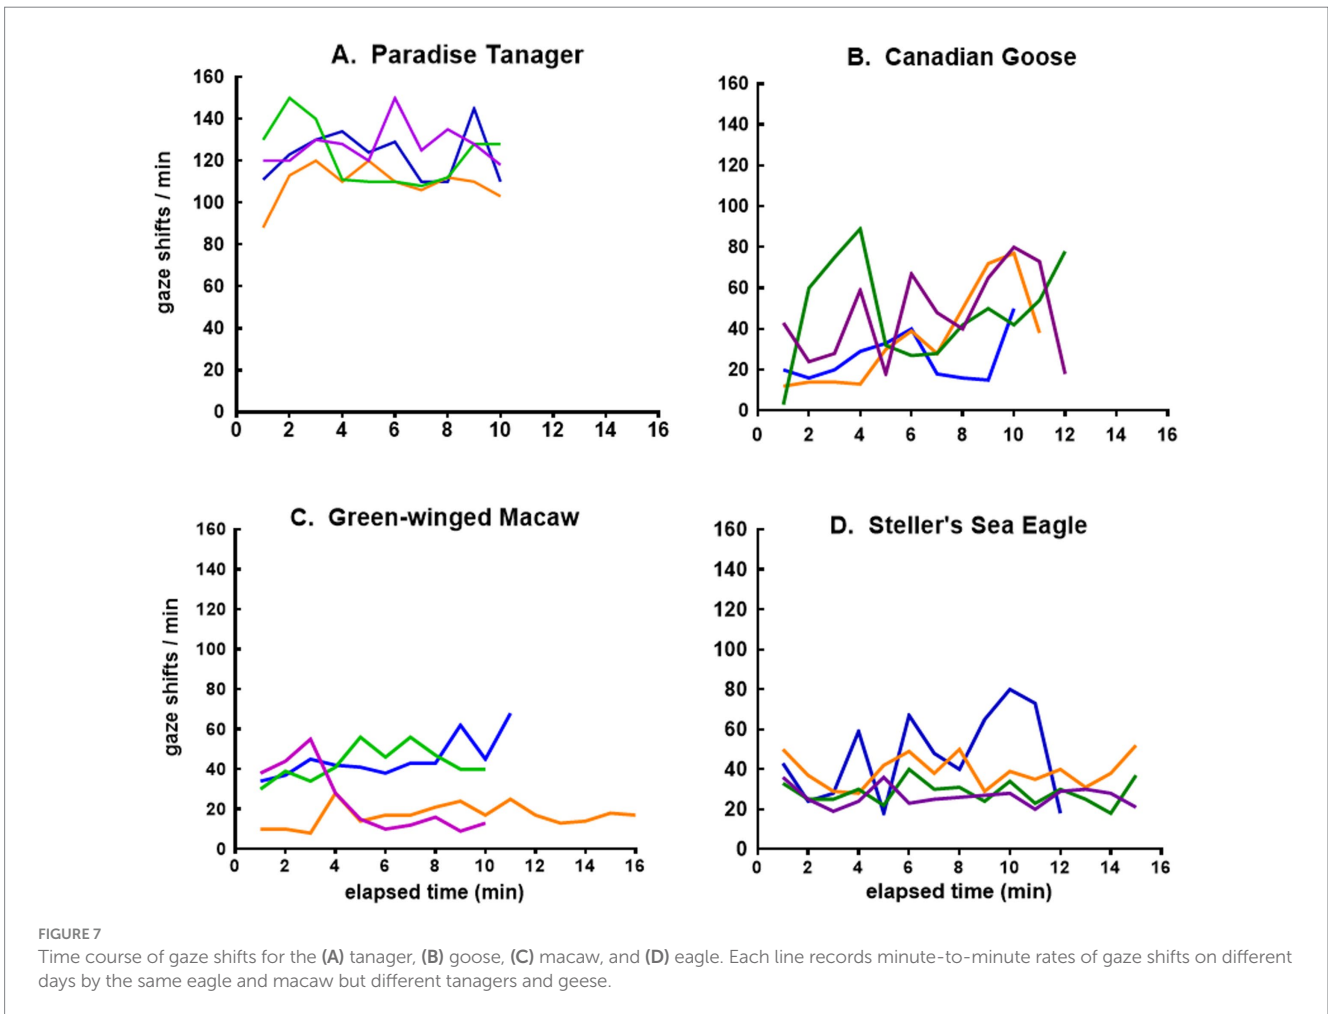 A. Paradise Tanager
160
140
120
100
80
60
40
20
0
gaze shifts / min
0 2 4 6 8 10 12 14 16
B. Canadian Goose
160
140
120
100
80
60
40
20
0
0 2 4 6 8 10 12 14 16
C. Green-winged Macaw
160
140
120
100
80
60
40
20
0
gaze shifts / min
0 2 4 6 8 10 12 14 16
elapsed time (min)
D. Steller's Sea Eagle
160
140
120
100
80
60
40
20
0
0 2 4 6 8 10 12 14 16
elapsed time (min)
FIGURE 7
Time course of gaze shifts for the (A) tanager, (B) goose, (C) macaw, and (D) eagle. Each line records minute-to-minute rates of gaze shifts on different
days by the same eagle and macaw but different tanagers and geese.